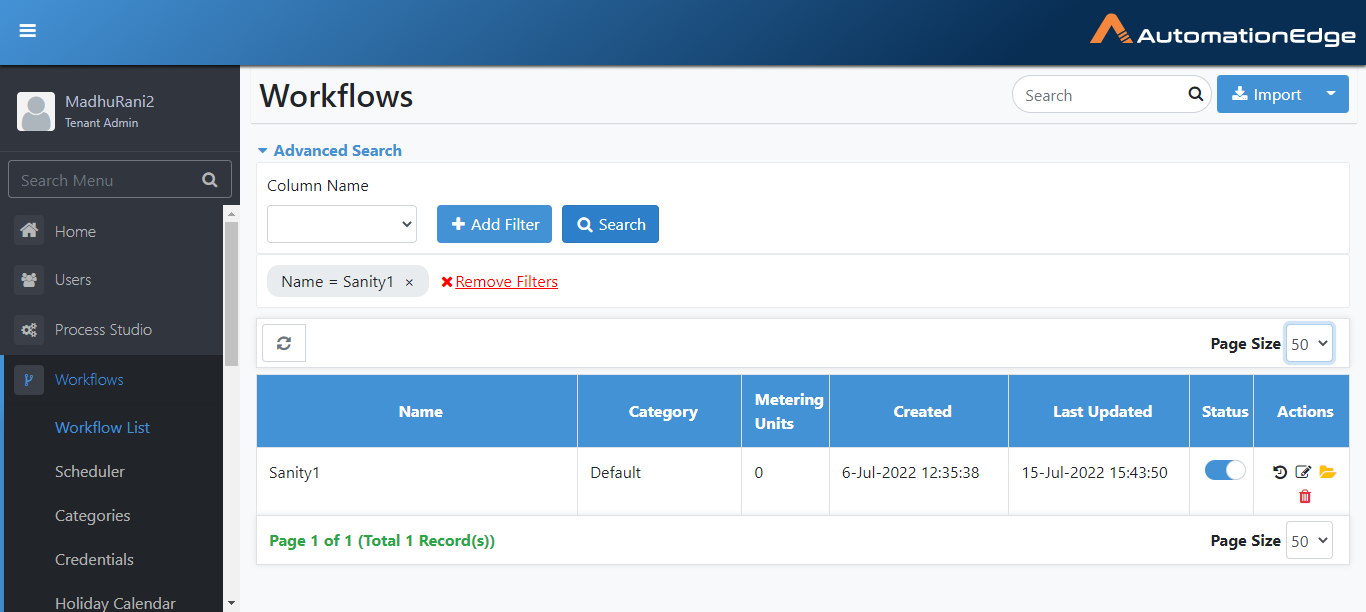 AutomationEdge
MadhuRani2
Tenant Admin
Search Menu
Home
Users
Process Studio
Workflows
Workflow List
Scheduler
Categories
Credentials
Holiday Calendar
Workflows
Search
Import
Advanced Search
Column Name
Add Filter
Search
Name = Sanity1 ×
Remove Filters
Page Size 50
Name Category Metering Units Created Last Updated Status Actions
Sanity1 Default 0 6-Jul-2022 12:35:38 15-Jul-2022 15:43:50
Page 1 of 1 (Total 1 Record(s))
Page Size 50